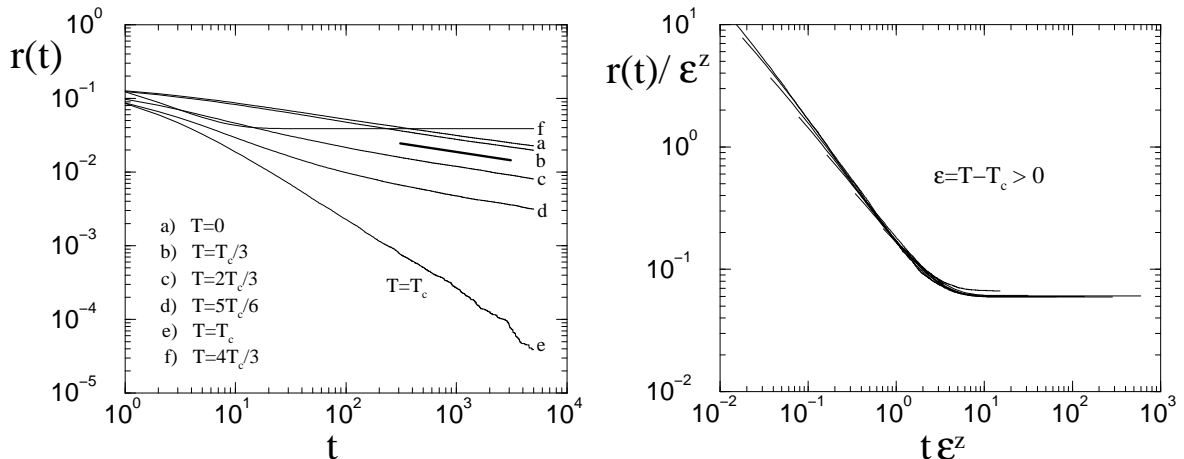 10^0
r(t)
10^-1
10^-2
10^-3
10^-4
10^-5
f
a
b
c
d
e
a) T=0
b) T=T_c/3
c) T=2T_c/3
d) T=5T_c/6
e) T=T_c
f) T=4T_c/3
T=T_c
10^0 10^1 10^2 10^3 10^4
t
10^1
r(t)/ε^z
10^0
10^-1
10^-2
ε=T−T_c > 0
10^-2 10^-1 10^0 10^1 10^2 10^3
t ε^z